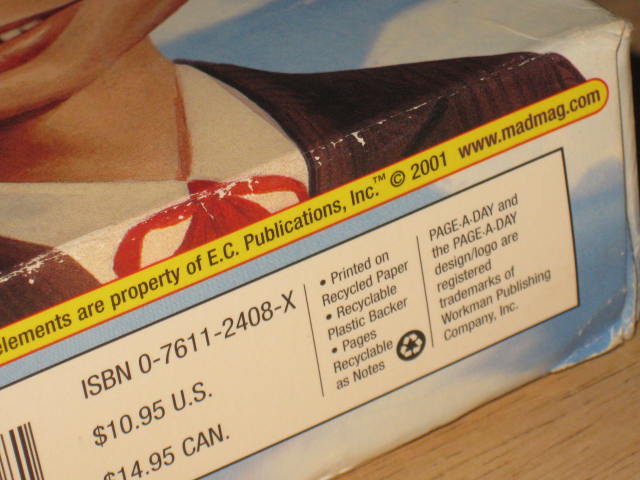 elements are property of E.C. Publications, Inc.™ © 2001 www.madmag.com
ISBN 0-7611-2408-X
$10.95 U.S.
$14.95 CAN.
• Printed on
Recycled Paper
• Recyclable
Plastic Backer
• Pages
Recyclable
as Notes
PAGE-A-DAY and
the PAGE-A-DAY
design/logo are
registered
trademarks of
Workman Publishing
Company, Inc.